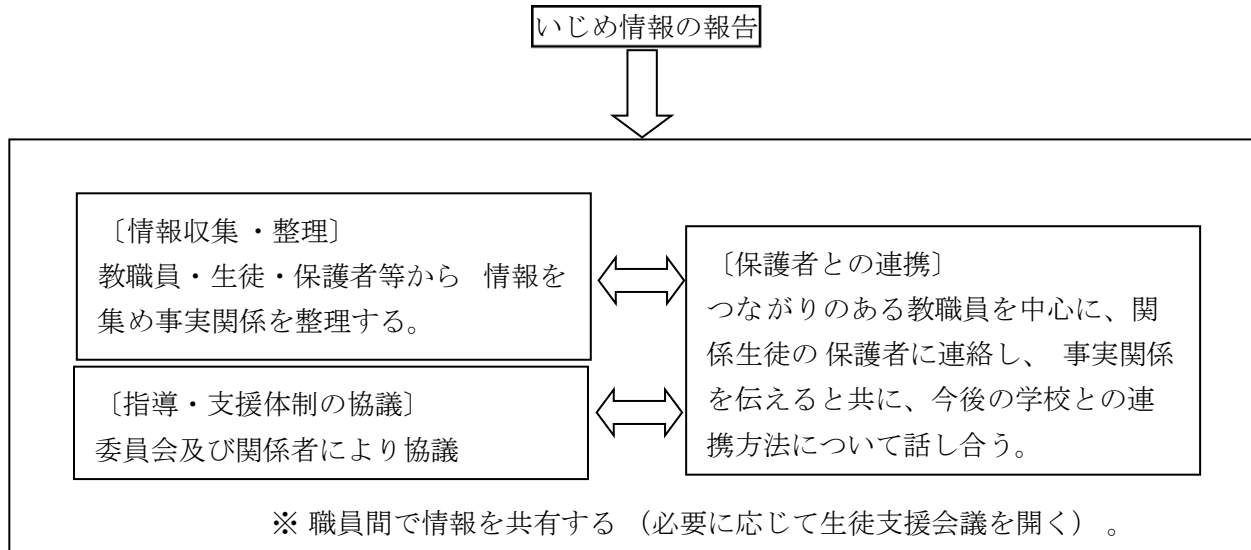 いじめ情報の報告
〔情報収集・整理〕
教職員・生徒・保護者等から 情報を
集め事実関係を整理する。
〔指導・支援体制の協議〕
委員会及び関係者により協議
〔保護者との連携〕
つながりのある教職員を中心に、関
係生徒の保護者に連絡し、 事実関係
を伝えると共に、今後の学校との連
携方法について話し合う。
※ 職員間で情報を共有する (必要に応じて生徒支援会議を開く) 。